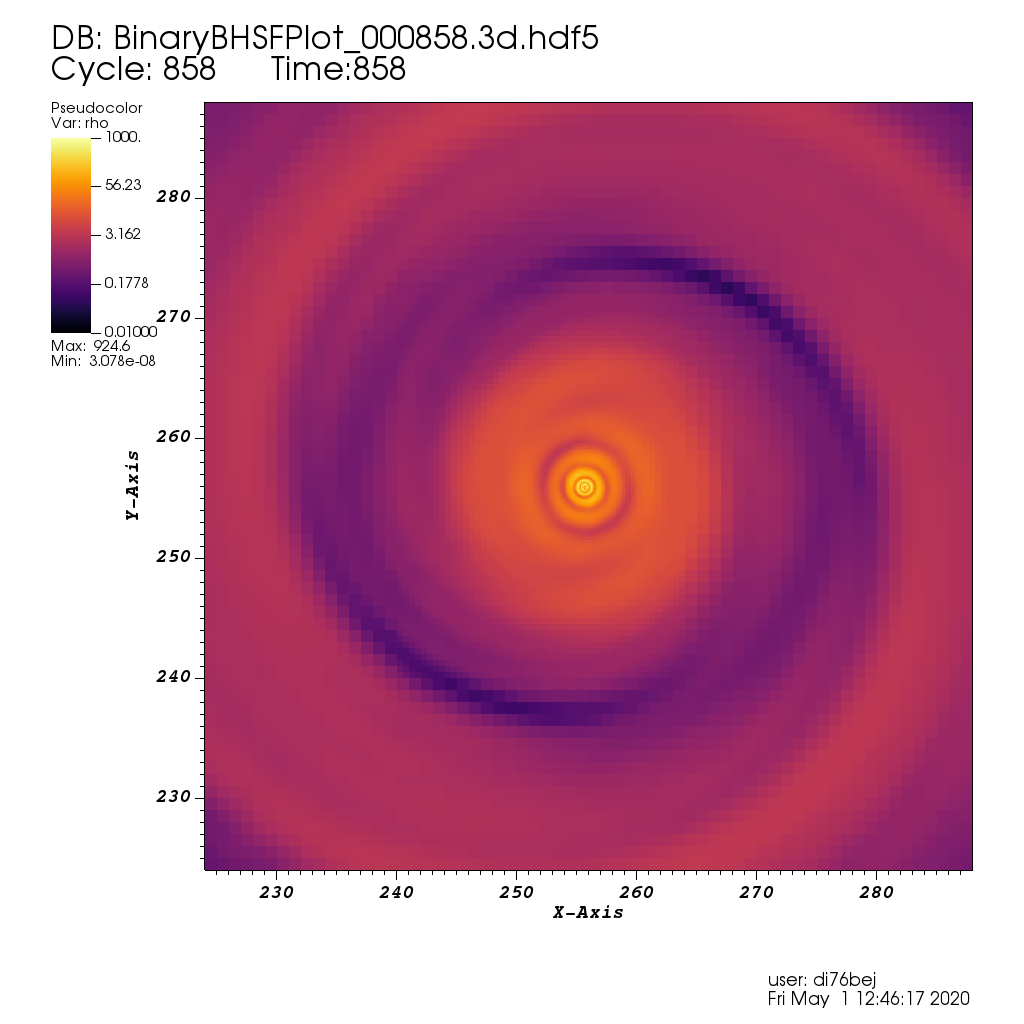 DB: BinaryBHSFPlot_000858.3d.hdf5
Cycle: 858 Time:858
Pseudocolor
Var: rho
1000.
56.23
3.162
0.1778
0.01000
Max: 924.6
Min: 3.078e-08
280
270
260
250
240
230
Y-Axis
230 240 250 260 270 280
X-Axis
user: di76bej
Fri May 1 12:46:17 2020